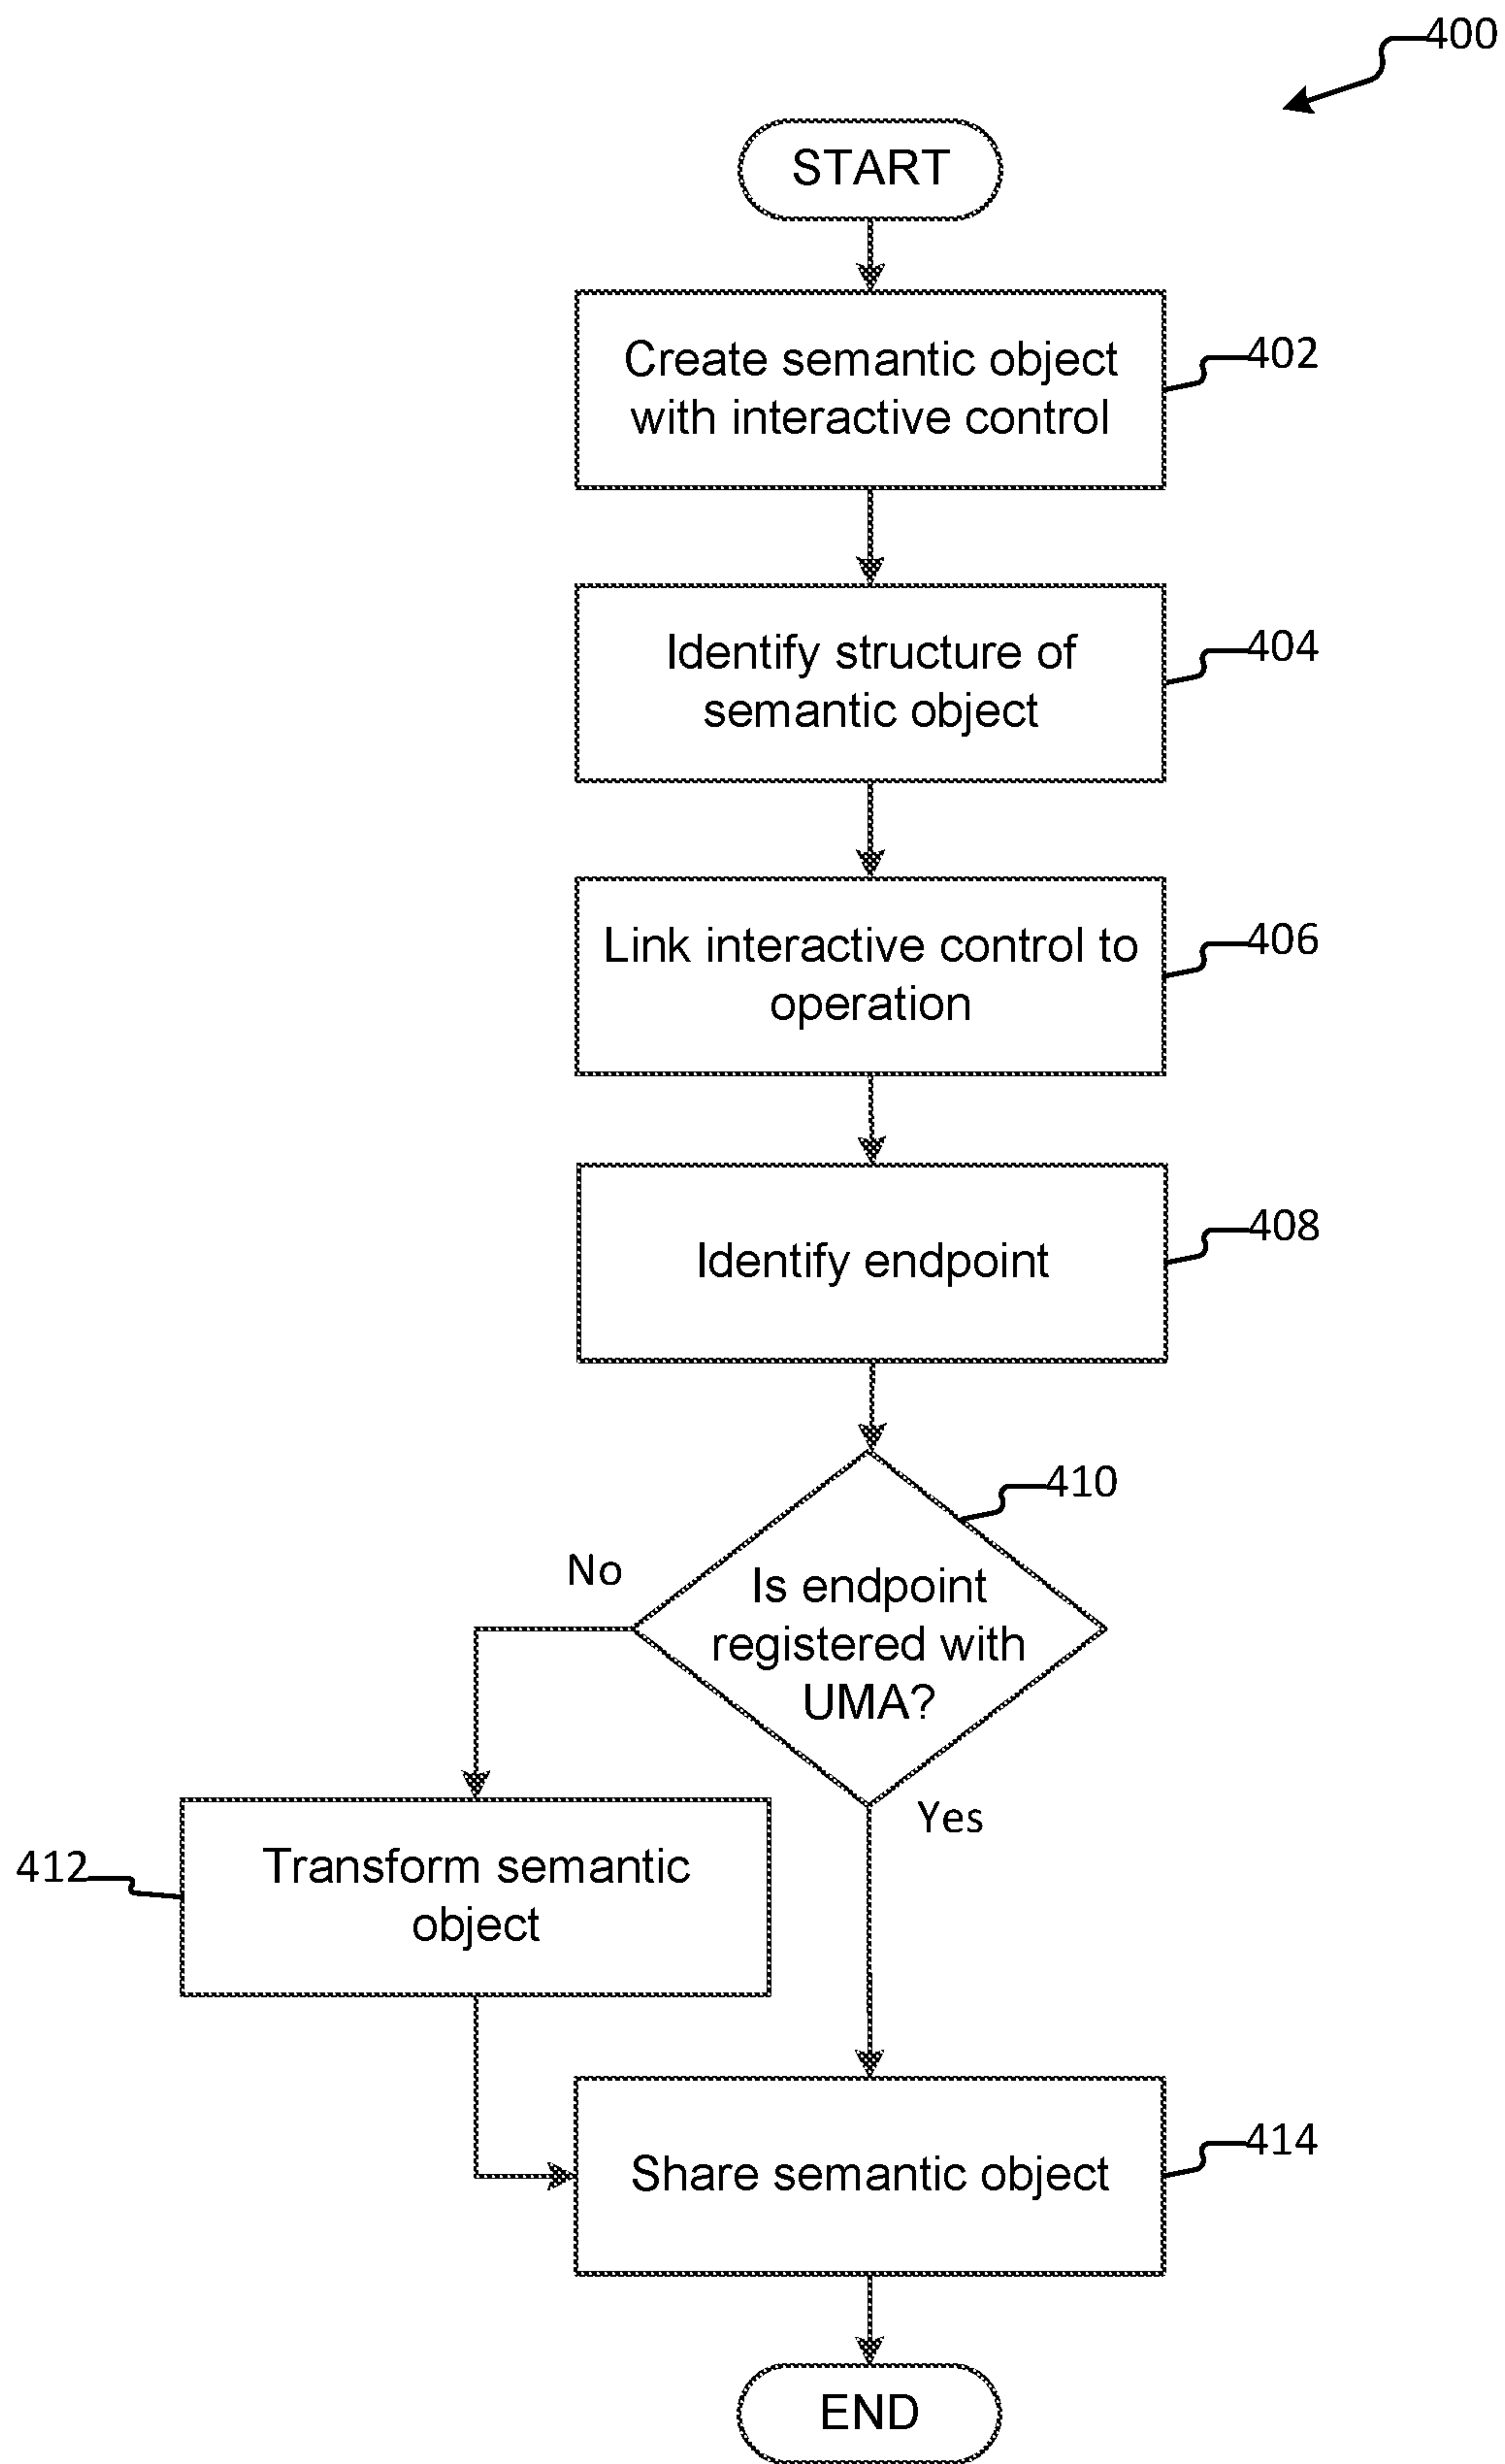 400
START
Create semantic object
with interactive control
402
Identify structure of
semantic object
404
Link interactive control to
operation
406
Identify endpoint
408
410
No
Is endpoint
registered with
UMA?
Yes
412
Transform semantic
object
Share semantic object
414
END